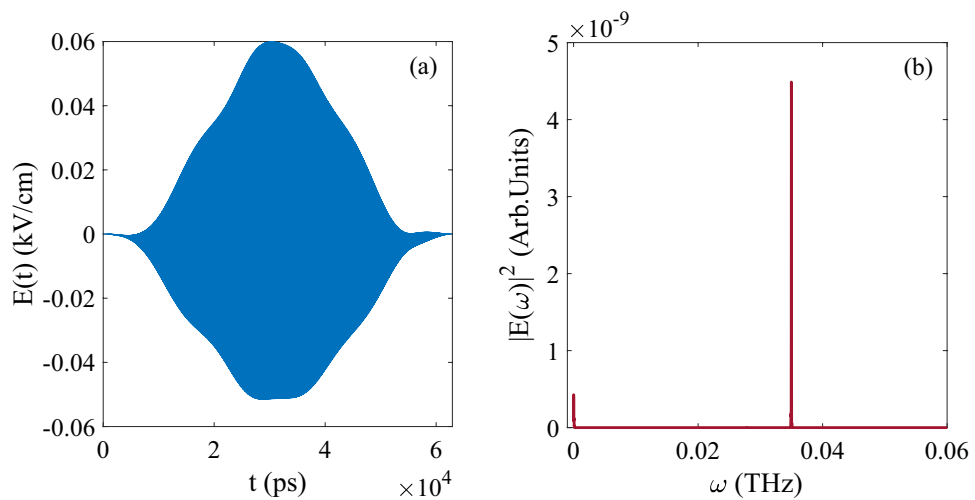 (a)
E(t) (kV/cm)
0.06
0.04
0.02
0
-0.02
-0.04
-0.06
0 2 4 6
t (ps)
×10⁴
×10⁻⁹
(b)
|E(ω)|² (Arb.Units)
5
4
3
2
1
0
0 0.02 0.04 0.06
ω (THz)